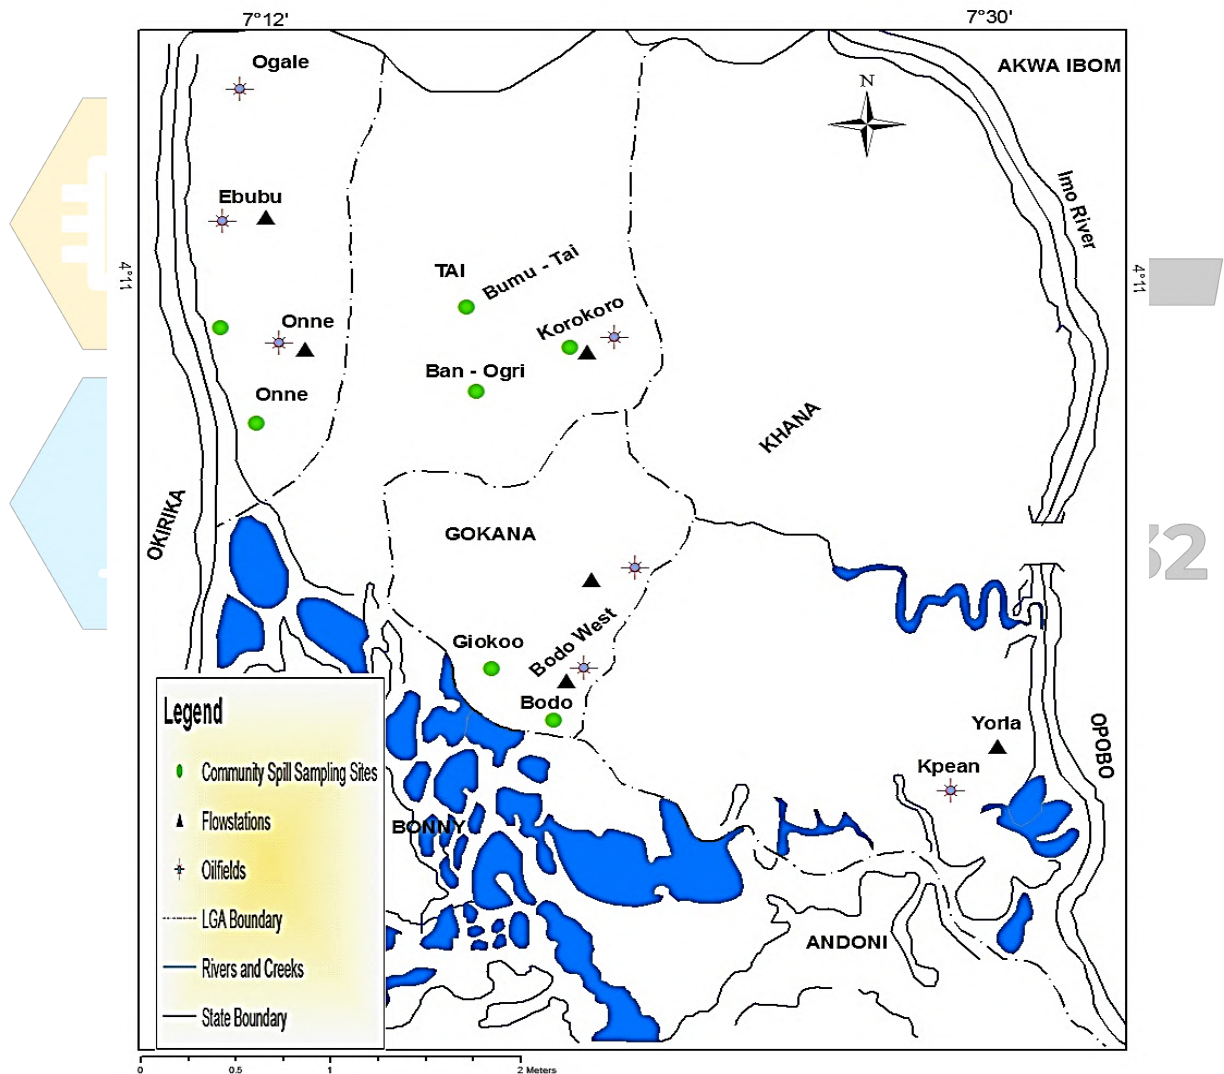 7°12'
7°30'
Ogale
AKWA IBOM
N
Ebubu
Imo River
TAI
Bumu - Tai
4°11
4°11
Onne
Korokoro
Ban - Ogri
Onne
KHANA
OKIRIKA
GOKANA
32
Giokoo
Bodo West
Bodo
Yorla
OPOBO
Kpean
BONNY
ANDONI
Legend
Community Spill Sampling Sites
Flowstations
Oilfields
LGA Boundary
Rivers and Creeks
State Boundary
0 0.5 1 2 Meters